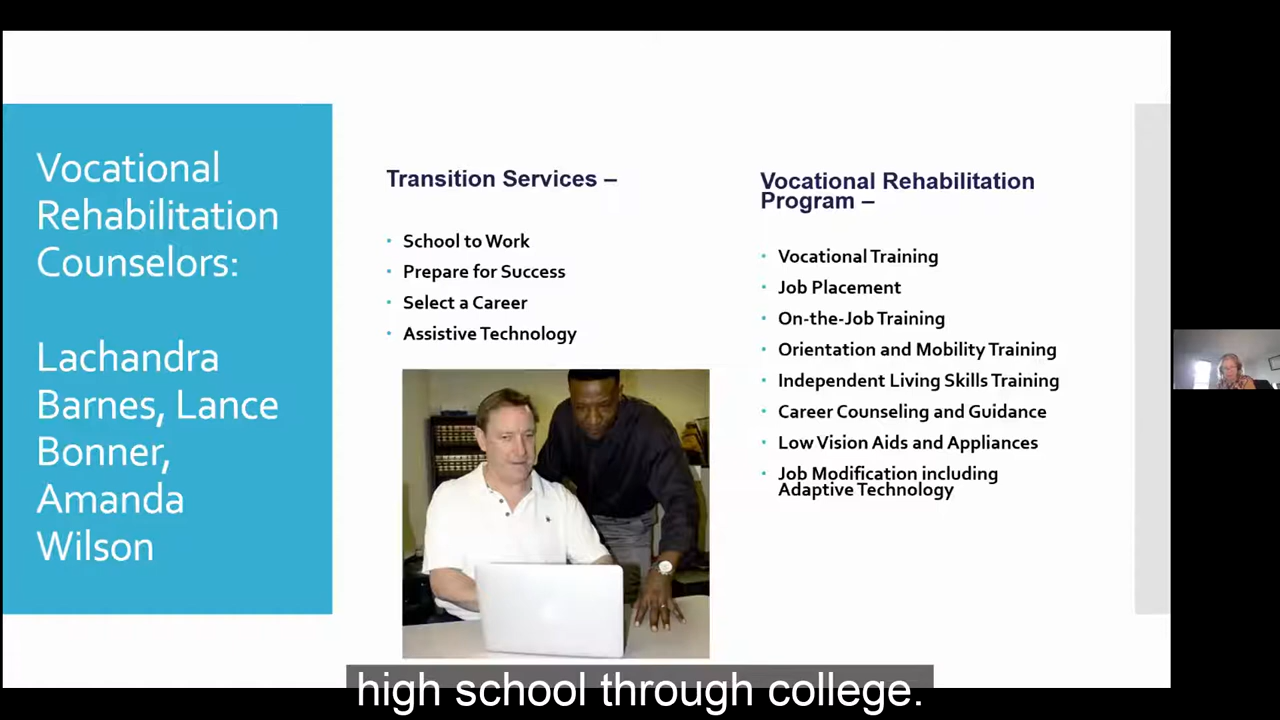 Vocational
Rehabilitation
Counselors:
Lachandra
Barnes, Lance
Bonner,
Amanda
Wilson
Transition Services –
• School to Work
• Prepare for Success
• Select a Career
• Assistive Technology
Vocational Rehabilitation
Program –
• Vocational Training
• Job Placement
• On-the-Job Training
• Orientation and Mobility Training
• Independent Living Skills Training
• Career Counseling and Guidance
• Low Vision Aids and Appliances
• Job Modification including
Adaptive Technology
high school through college.